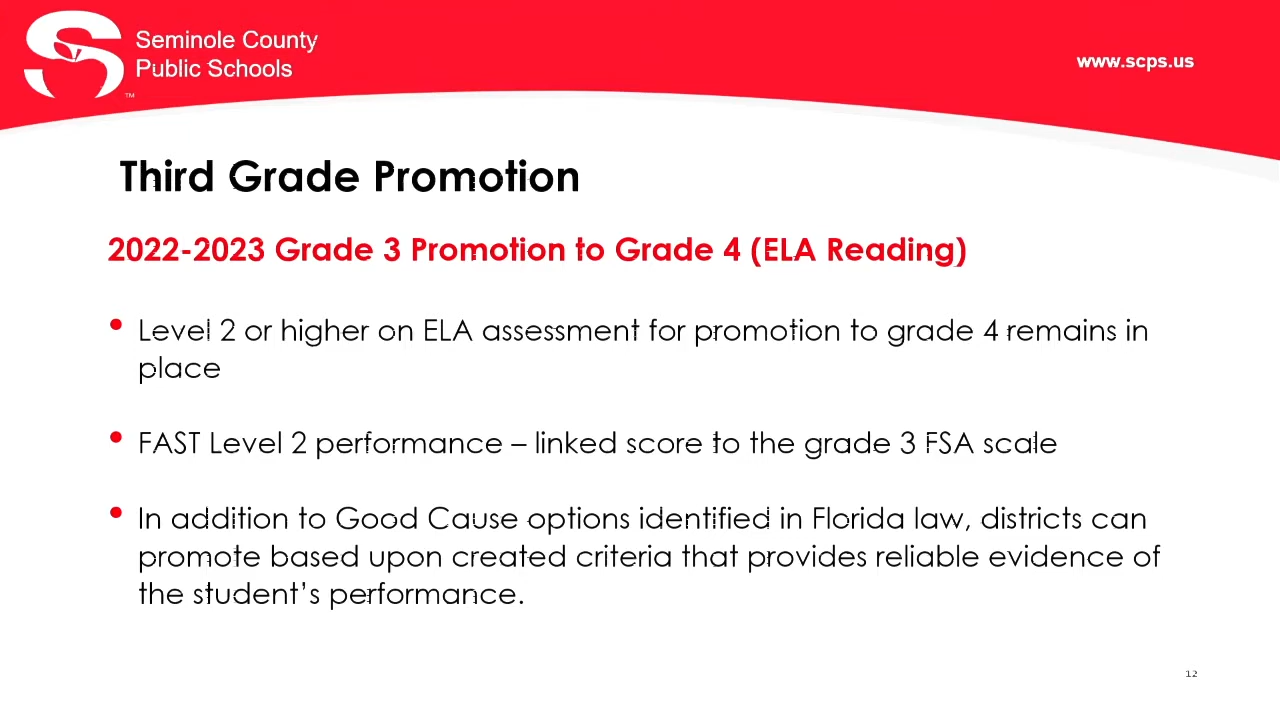 Seminole County
Public Schools
™
www.scps.us
Third Grade Promotion
2022-2023 Grade 3 Promotion to Grade 4 (ELA Reading)
• Level 2 or higher on ELA assessment for promotion to grade 4 remains in
place
• FAST Level 2 performance – linked score to the grade 3 FSA scale
• In addition to Good Cause options identified in Florida law, districts can
promote based upon created criteria that provides reliable evidence of
the student’s performance.
12